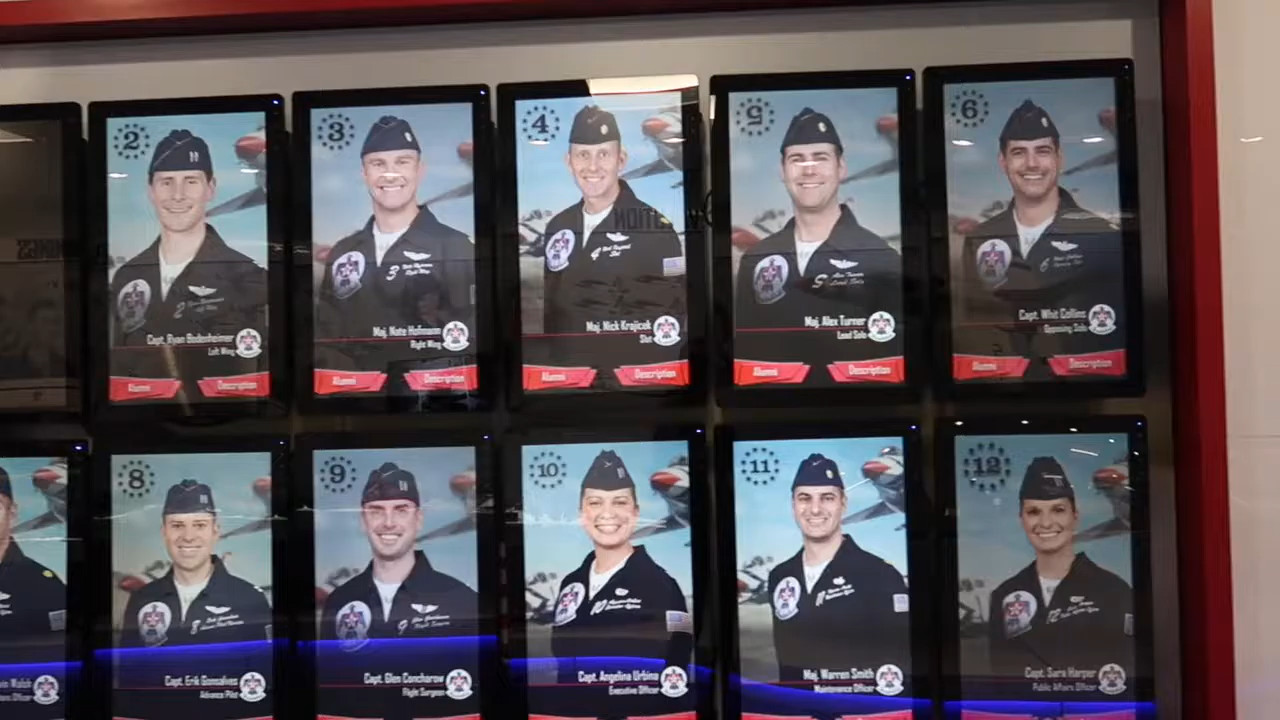 2
3
4
5
6
Capt. Ryan Bodenheimer
Left Wing
Maj. Nate Hofmann
Right Wing
Maj. Nick Krajicek
Slot
Maj. Alex Turner
Lead Solo
Capt. Whit Collins
Opposing Solo
Alumni
Description
Alumni
Description
Alumni
Description
Alumni
Description
Alumni
Description
8
9
10
11
12
Walsh
Capt. Erik Gonsalves
Advance Pilot
Capt. Glen Goncharow
Flight Surgeon
Capt. Angelina Urbina
Executive Officer
Maj. Warren Smith
Maintenance Officer
Capt. Sara Harper
Public Affairs Officer